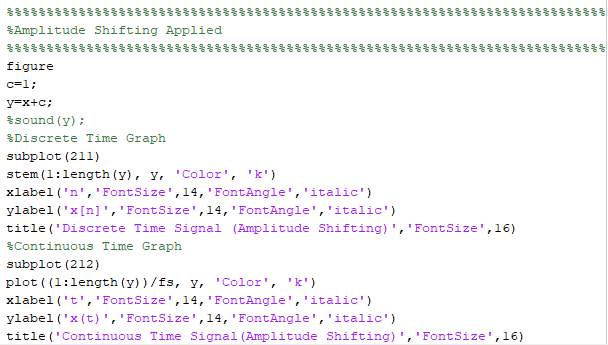 %%%%%%%%%%%%%%%%%%%%%%%%%%%%%%%%%%%%%%%%%%%%%%%%%%%%%%%%%%%%%%%%%%%%%%%%%%%%%
%Amplitude Shifting Applied
%%%%%%%%%%%%%%%%%%%%%%%%%%%%%%%%%%%%%%%%%%%%%%%%%%%%%%%%%%%%%%%%%%%%%%%%%%%%%
figure
c=1;
y=x+c;
%sound(y);
%Discrete Time Graph
subplot(211)
stem(1:length(y), y, 'Color', 'k')
xlabel('n','FontSize',14,'FontAngle','italic')
ylabel('x[n]','FontSize',14,'FontAngle','italic')
title('Discrete Time Signal (Amplitude Shifting)','FontSize',16)
%Continuous Time Graph
subplot(212)
plot((1:length(y))/fs, y, 'Color', 'k')
xlabel('t','FontSize',14,'FontAngle','italic')
ylabel('x(t)','FontSize',14,'FontAngle','italic')
title('Continuous Time Signal(Amplitude Shifting)','FontSize',16)